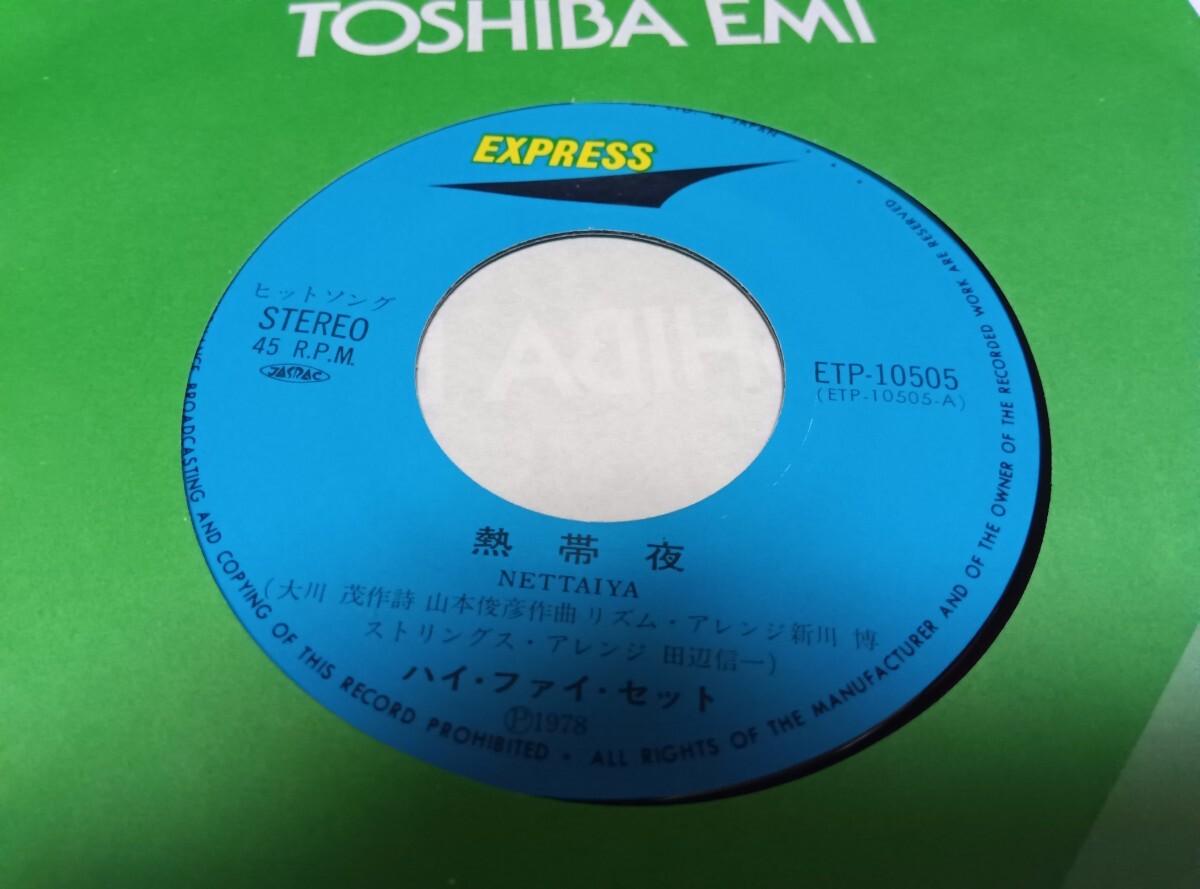 TOSHIBA EMI
EXPRESS
ヒットソング
STEREO
45 R.P.M.
JASRAC
ETP-10505
(ETP-10505-A)
熱帯夜
NETTAIYA
(大川 茂作詩 山本俊彦作曲 リズム・アレンジ新川 博
ストリングス・アレンジ 田辺信一)
ハイ・ファイ・セット
Ⓟ1978
BROADCASTING AND COPYING OF THIS RECORD PROHIBITED • ALL RIGHTS OF THE MANUFACTURER AND OF THE OWNER OF THE RECORDED WORK ARE RESERVED